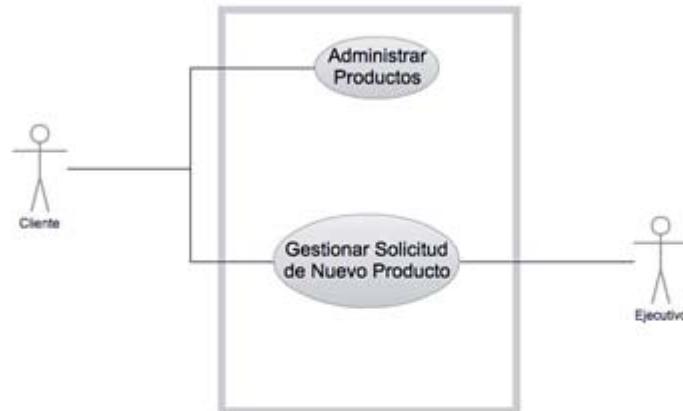 Administrar
Productos
Cliente
Gestionar Solicitud
de Nuevo Producto
Ejecutivo